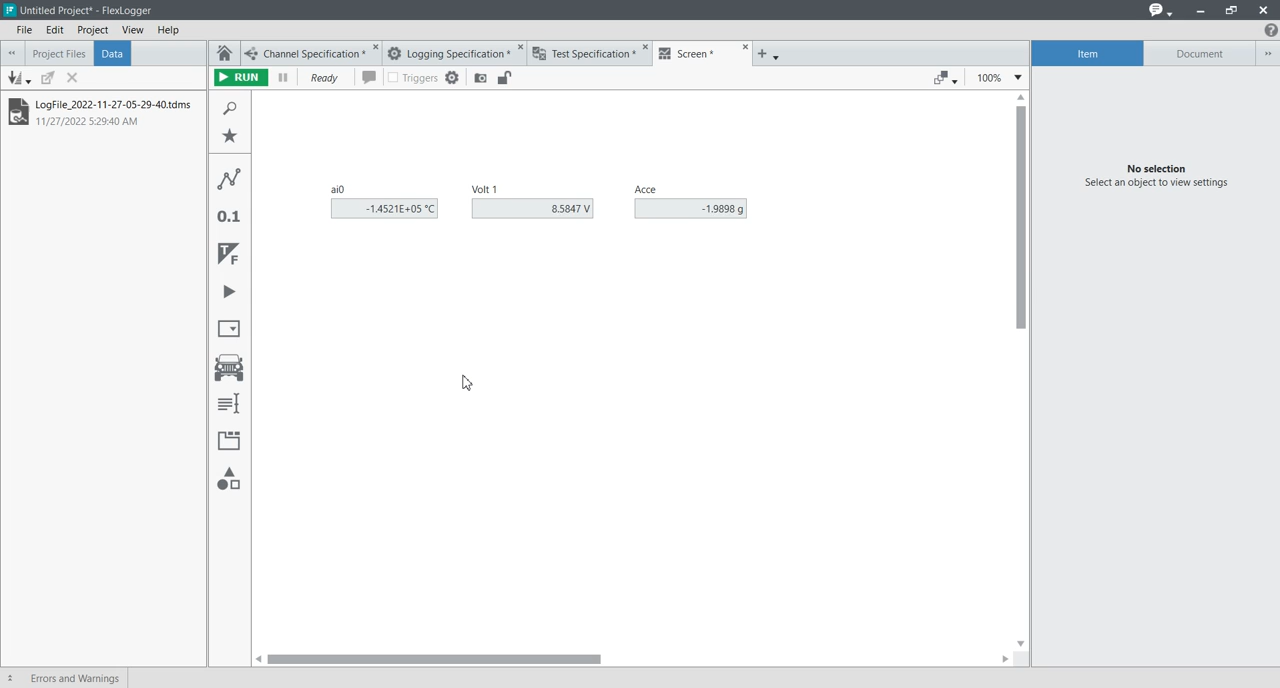 Untitled Project* - FlexLogger
File Edit Project View Help
Project Files Data
Channel Specification * Logging Specification * Test Specification * Screen *
Item Document
RUN Ready Triggers 100%
LogFile_2022-11-27-05-29-40.tdms
11/27/2022 5:29:40 AM
No selection
Select an object to view settings
ai0 Volt 1 Acce
-1.4521E+05 °C 8.5847 V -1.9898 g
0.1
T
F
Errors and Warnings